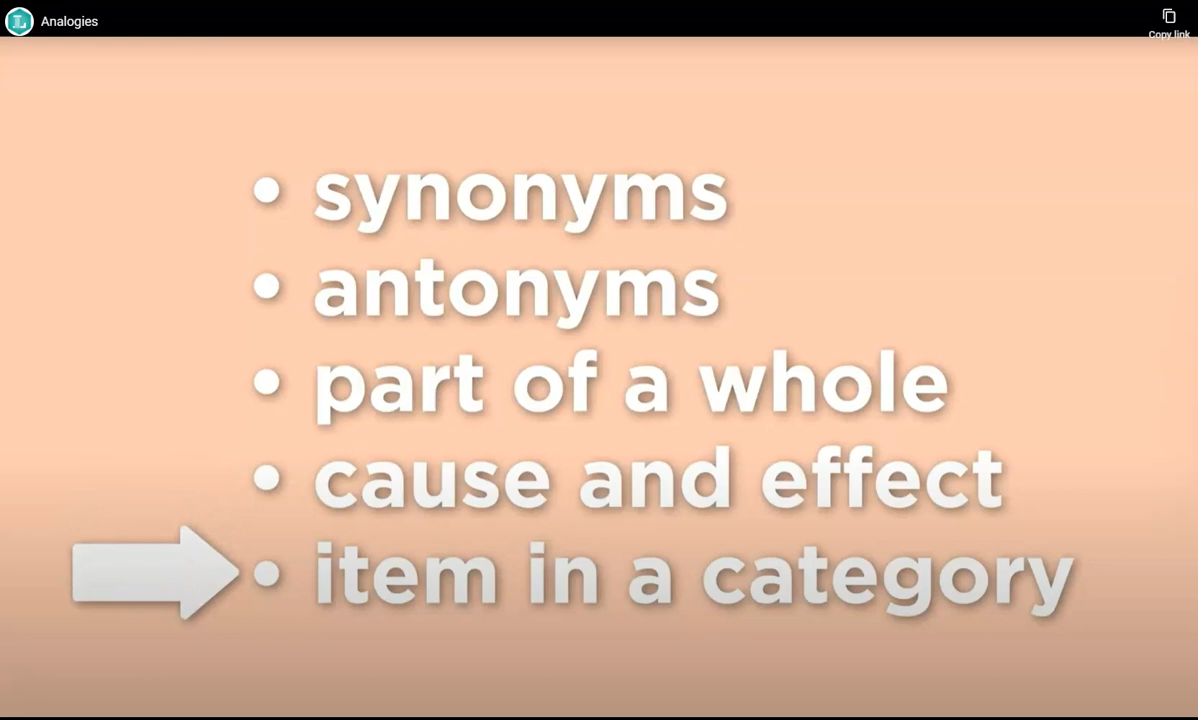 Analogies
Copy link
• synonyms
• antonyms
• part of a whole
• cause and effect
• item in a category